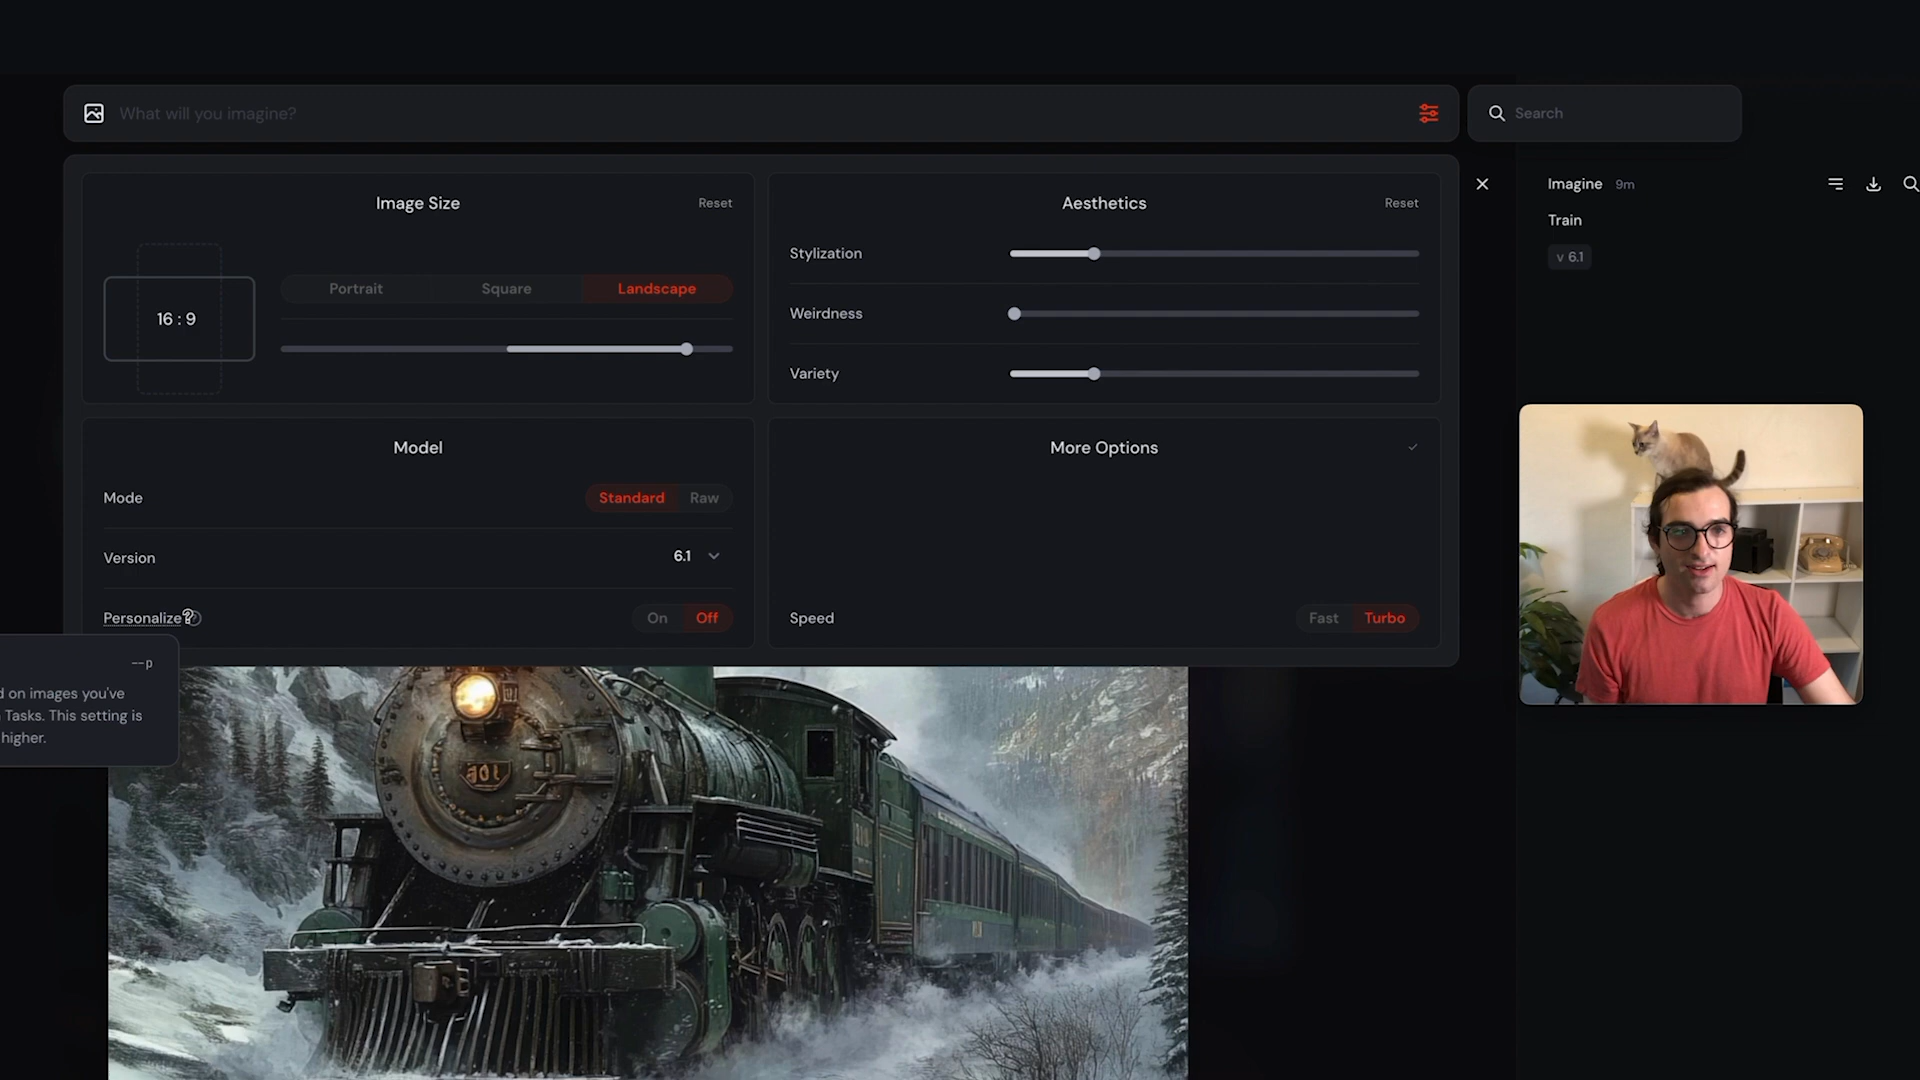 What will you imagine?
Search
Image Size
Reset
16 : 9
Portrait
Square
Landscape
Aesthetics
Reset
Stylization
Weirdness
Variety
Imagine 9m
Train
v 6.1
Model
Mode
Standard
Raw
Version
6.1
Personalize
On
Off
More Options
Speed
Fast
Turbo
--p
d on images you've
Tasks. This setting is
higher.